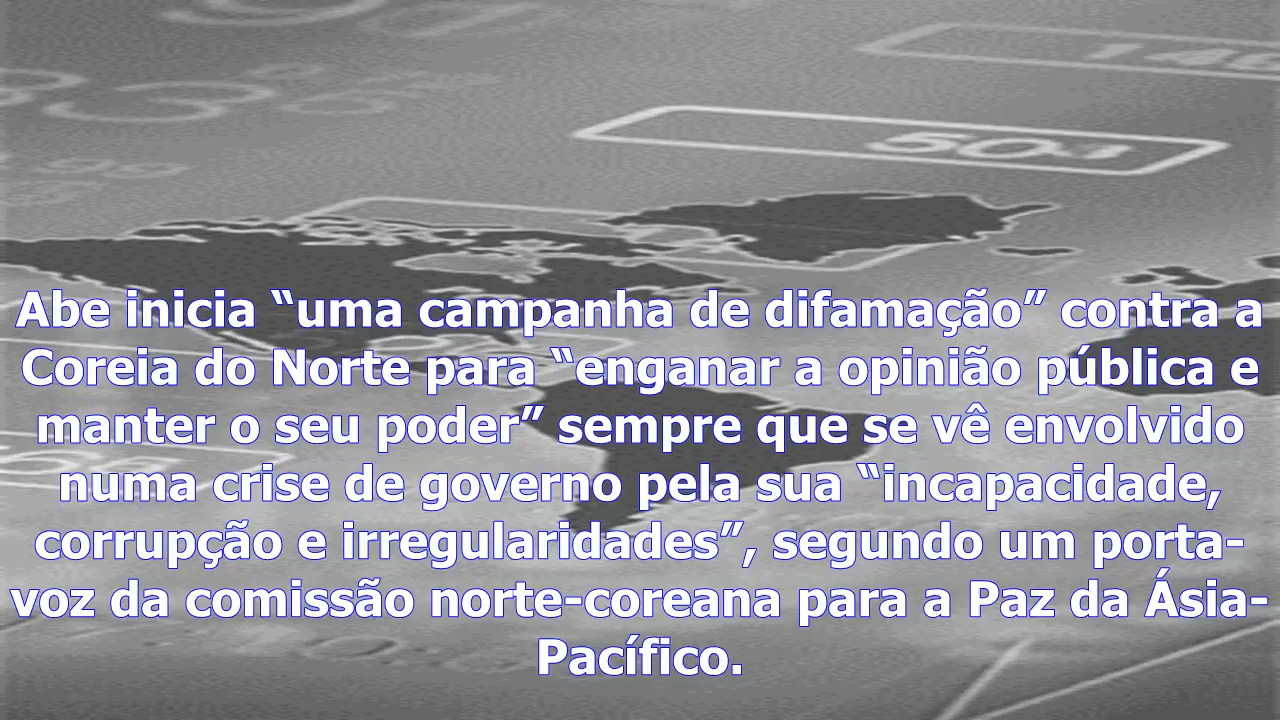 146
503
Abe inicia “uma campanha de difamação” contra a
Coreia do Norte para “enganar a opinião pública e
manter o seu poder” sempre que se vê envolvido
numa crise de governo pela sua “incapacidade,
corrupção e irregularidades”, segundo um porta-
voz da comissão norte-coreana para a Paz da Ásia-
Pacífico.